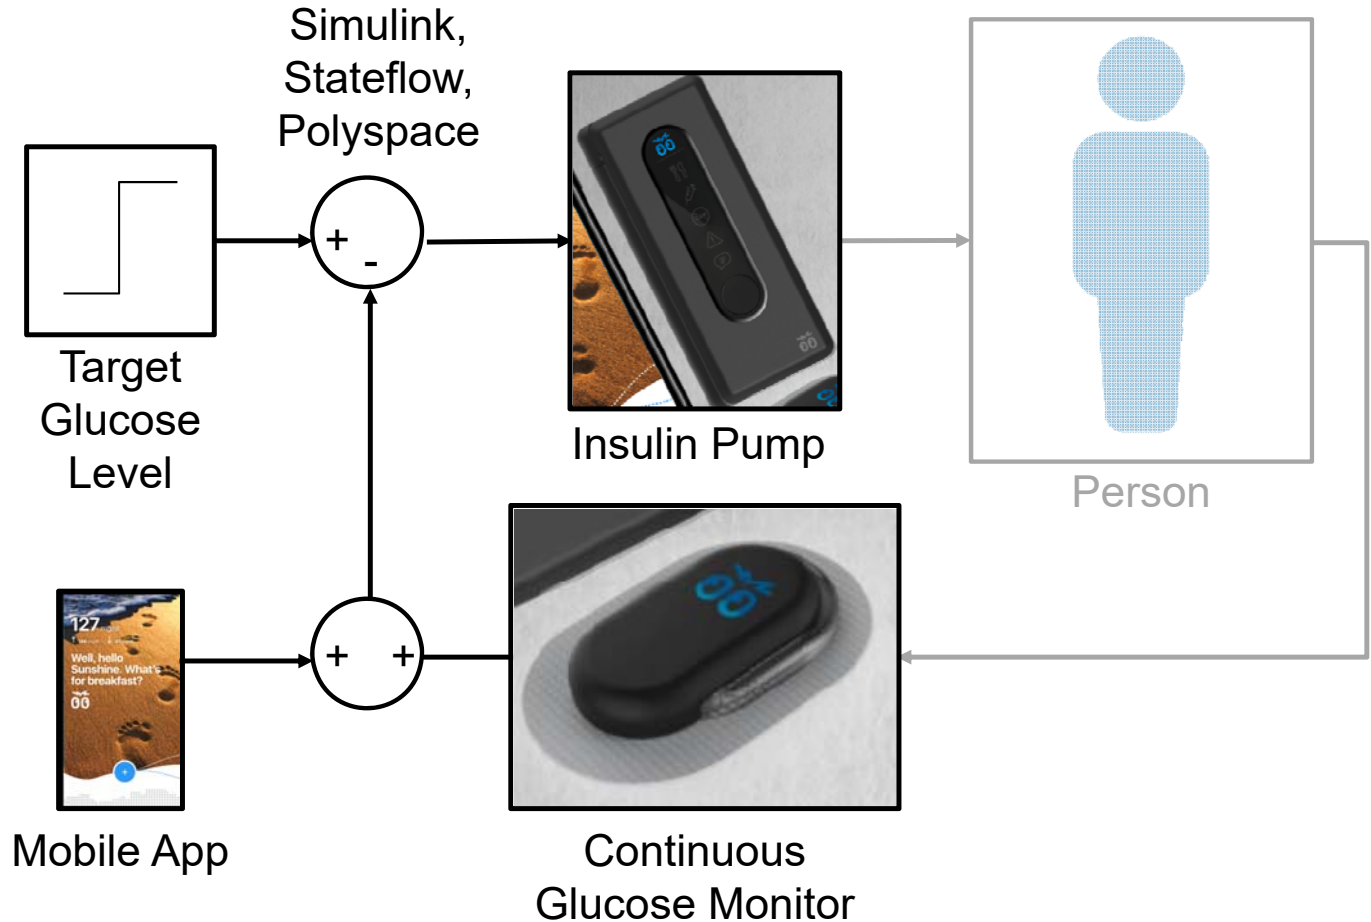 Simulink,
Stateflow,
Polyspace
+
-
Target
Glucose
Level
Insulin Pump
Person
127
Well, hello
Sunshine. What's
for breakfast?
+
+ +
Mobile App
Continuous
Glucose Monitor